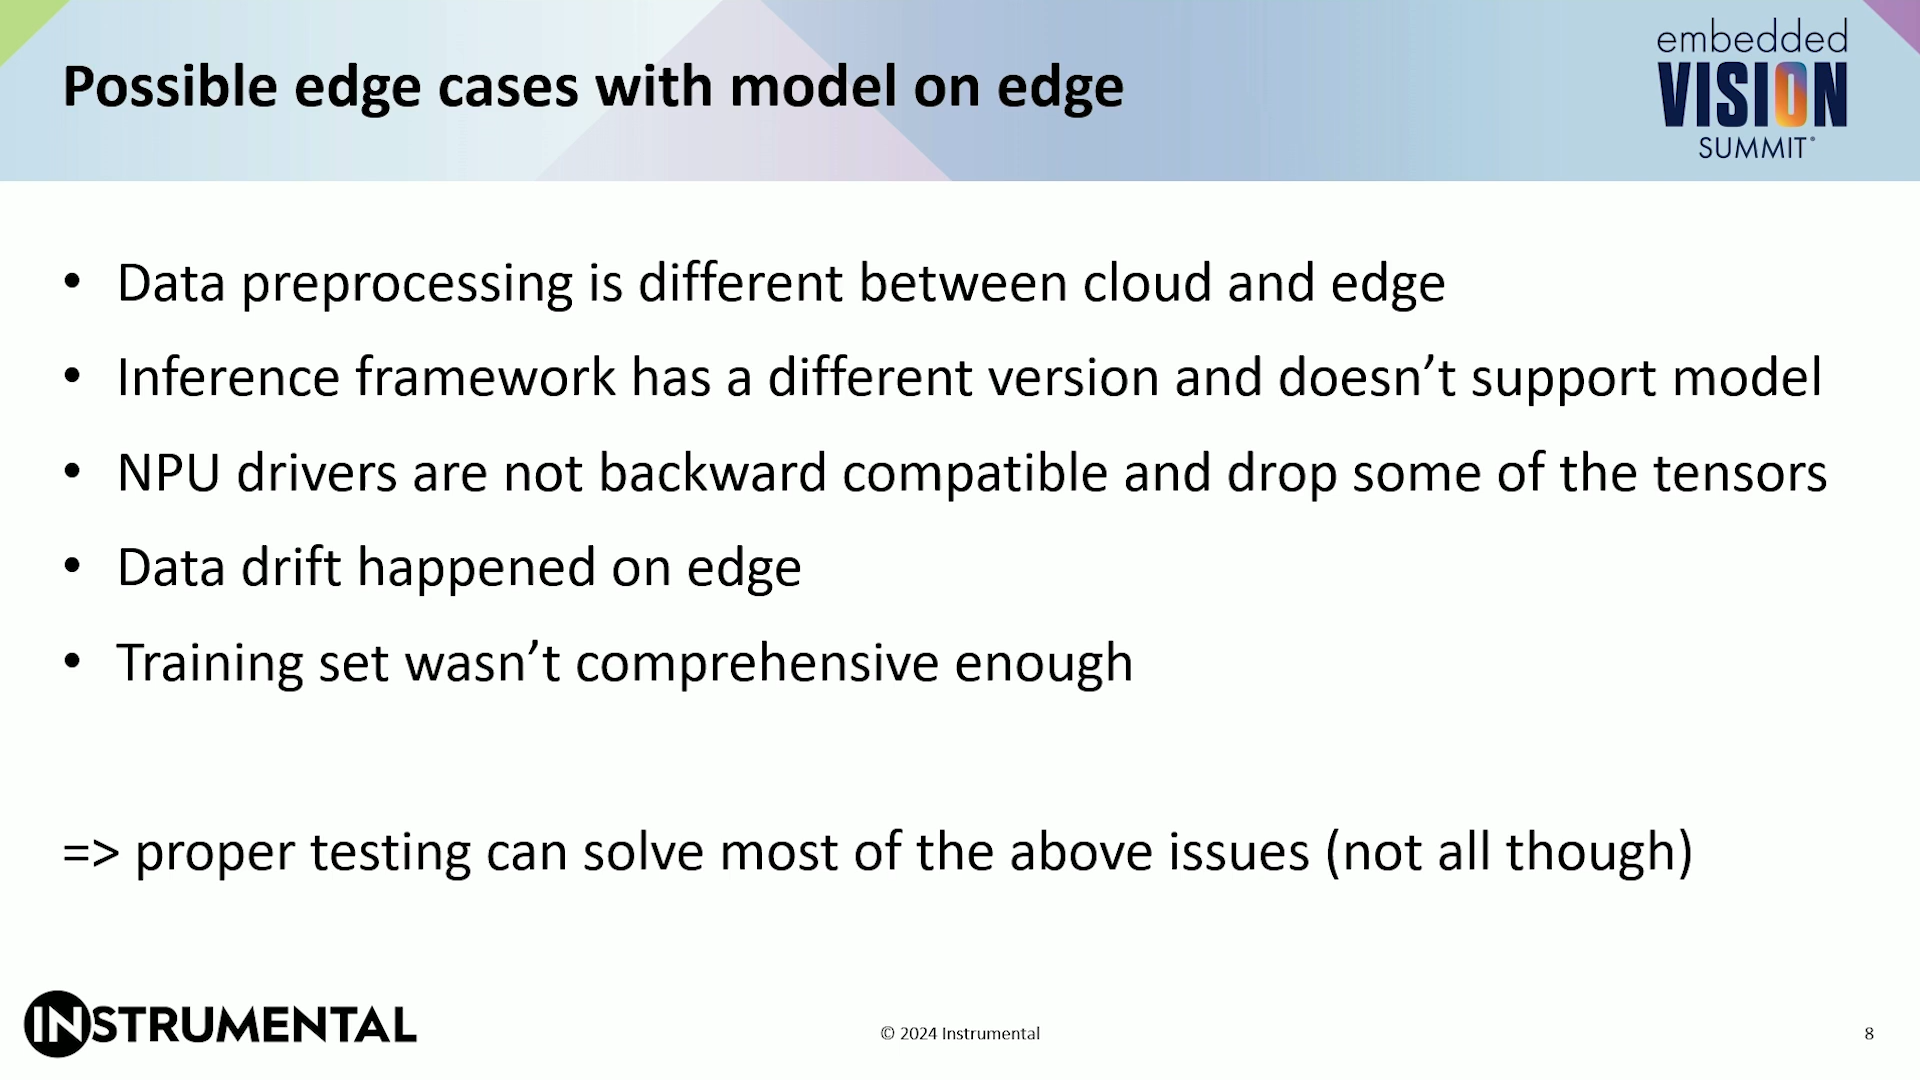 Possible edge cases with model on edge
embedded
VISION
SUMMIT®
• Data preprocessing is different between cloud and edge
• Inference framework has a different version and doesn’t support model
• NPU drivers are not backward compatible and drop some of the tensors
• Data drift happened on edge
• Training set wasn’t comprehensive enough
=> proper testing can solve most of the above issues (not all though)
INSTRUMENTAL
© 2024 Instrumental
8